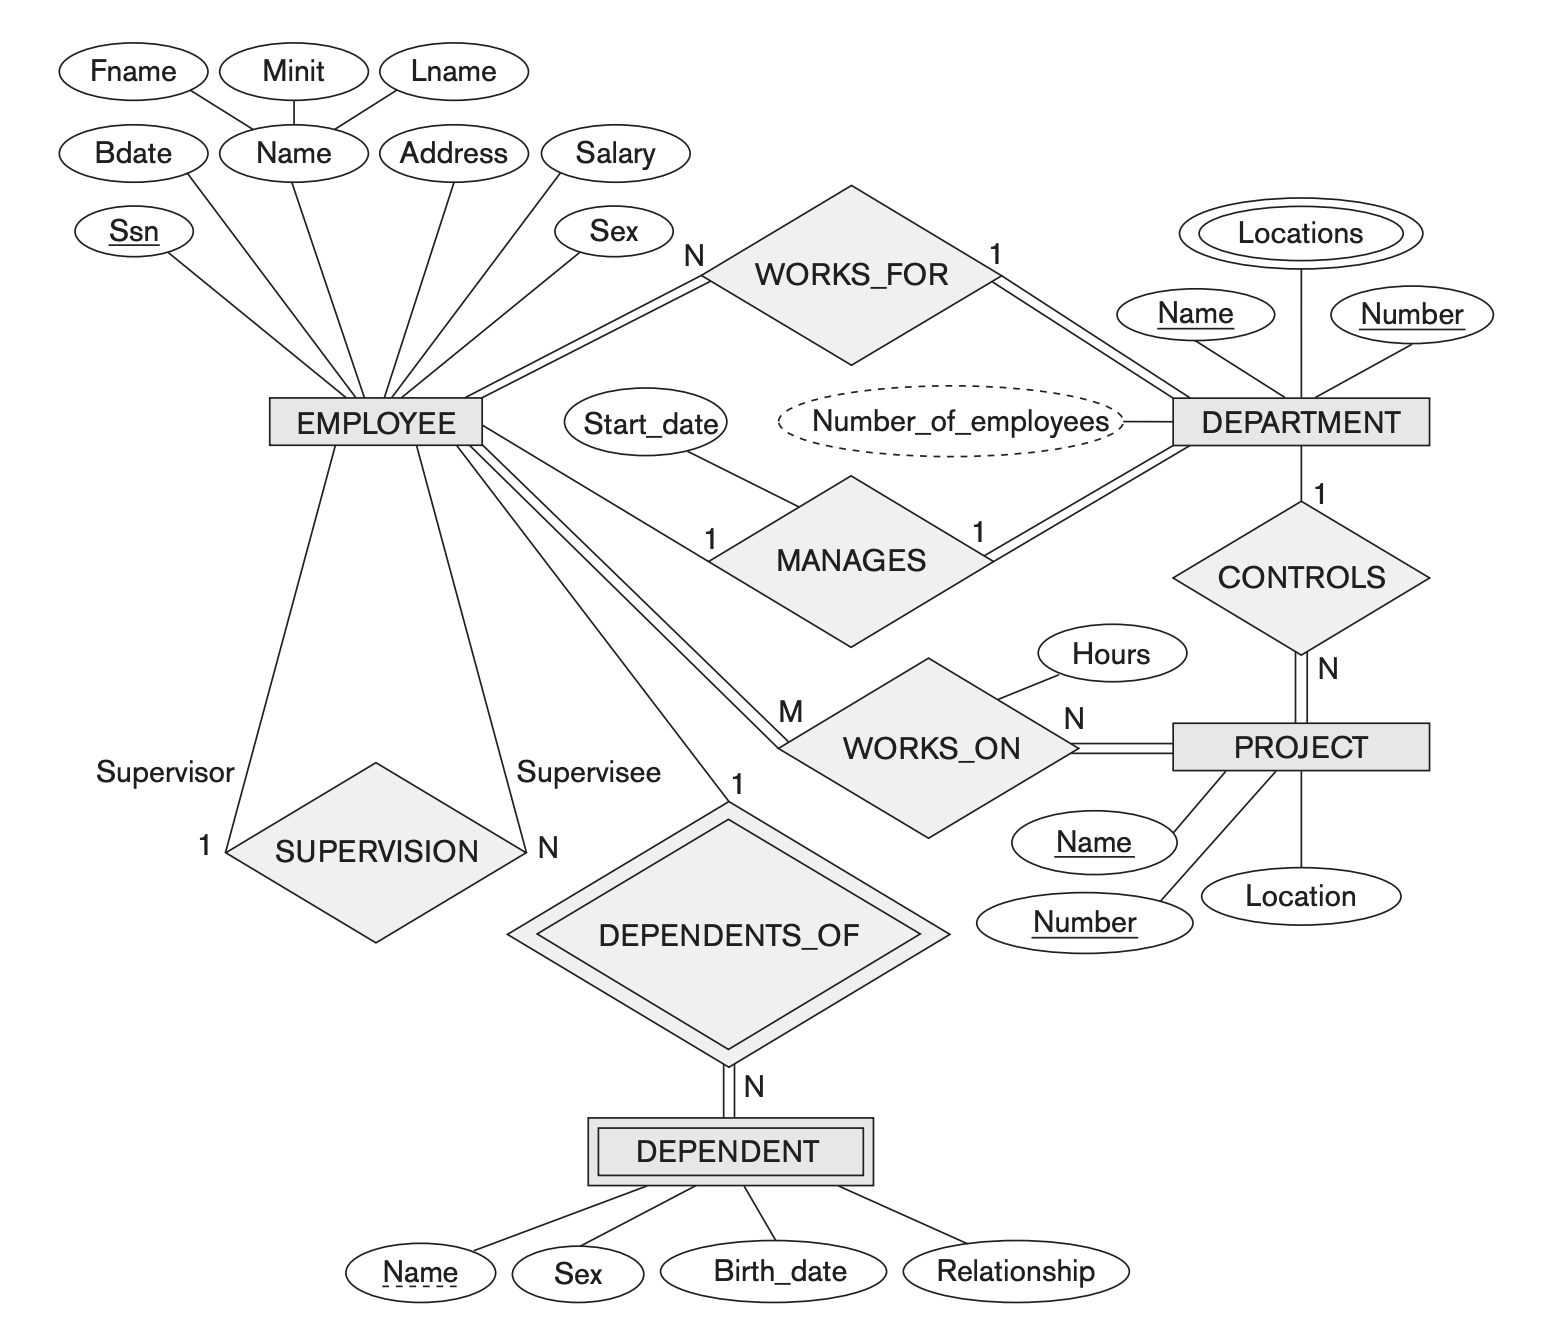 Fname
Minit
Lname
Bdate
Name
Address
Salary
Ssn
Sex
N
WORKS_FOR
1
Locations
Name
Number
EMPLOYEE
Start_date
Number_of_employees
DEPARTMENT
1
MANAGES
1
1
CONTROLS
N
Hours
M
WORKS_ON
N
PROJECT
Supervisor
Supervisee
1
SUPERVISION
N
1
Name
Number
Location
DEPENDENTS_OF
N
DEPENDENT
Name
Sex
Birth_date
Relationship